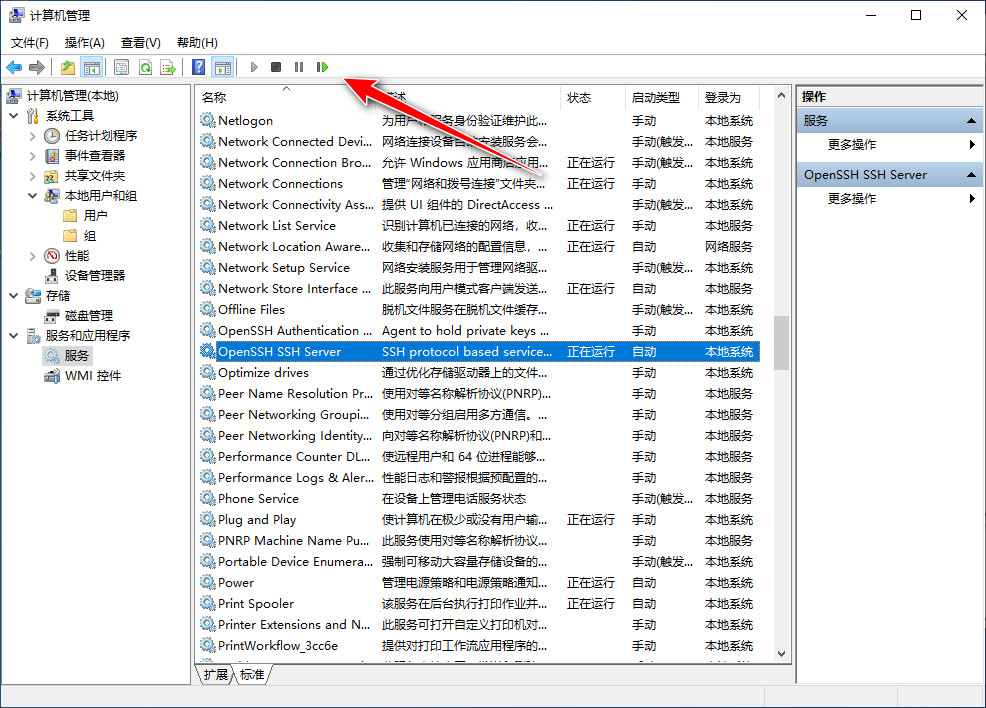 计算机管理
文件(F) 操作(A) 查看(V) 帮助(H)
计算机管理(本地)
系统工具
任务计划程序
事件查看器
共享文件夹
本地用户和组
用户
组
性能
设备管理器
存储
磁盘管理
服务和应用程序
服务
WMI 控件
名称 述 状态 启动类型 登录为
Netlogon 为用户和服务身份验证维护此... 手动 本地系统
Network Connected Devi... 网络连接设备自动安装服务会... 手动(触发... 本地系统
Network Connection Bro... 允许 Windows 应用商店应用... 正在运行 手动(触发... 本地系统
Network Connections 管理“网络和拨号连接”文件夹... 正在运行 手动 本地系统
Network Connectivity Ass... 提供 UI 组件的 DirectAccess ... 手动(触发... 本地系统
Network List Service 识别计算机已连接的网络，收... 正在运行 手动 本地服务
Network Location Aware... 收集和存储网络的配置信息，... 正在运行 自动 网络服务
Network Setup Service 网络安装服务用于管理网络驱... 手动(触发... 本地系统
Network Store Interface ... 此服务向用户模式客户端发送... 正在运行 自动 本地服务
Offline Files 脱机文件服务在脱机文件缓存... 手动(触发... 本地系统
OpenSSH Authentication ... Agent to hold private keys ... 手动 本地系统
OpenSSH SSH Server SSH protocol based service... 正在运行 自动 本地系统
Optimize drives 通过优化存储驱动器上的文件... 手动 本地系统
Peer Name Resolution Pr... 使用对等名称解析协议(PNRP)... 手动 本地服务
Peer Networking Groupi... 使用对等分组启用多方通信。... 手动 本地服务
Peer Networking Identity... 向对等名称解析协议(PNRP)和... 手动 本地服务
Performance Counter DL... 使远程用户和 64 位进程能够... 手动 本地服务
Performance Logs & Aler... 性能日志和警报根据预配置的... 手动 本地服务
Phone Service 在设备上管理电话服务状态 手动(触发... 本地服务
Plug and Play 使计算机在极少或没有用户输... 正在运行 手动 本地系统
PNRP Machine Name Pu... 此服务使用对等名称解析协议... 手动 本地服务
Portable Device Enumera... 强制可移动大容量存储设备的... 手动(触发... 本地系统
Power 管理电源策略和电源策略通知... 正在运行 自动 本地系统
Print Spooler 该服务在后台执行打印作业并... 正在运行 自动 本地系统
Printer Extensions and N... 此服务可打开自定义打印机对... 手动 本地系统
PrintWorkflow_3cc6e 提供对打印工作流应用程序的... 手动 本地系统
扩展 标准
操作
服务
更多操作
OpenSSH SSH Server
更多操作